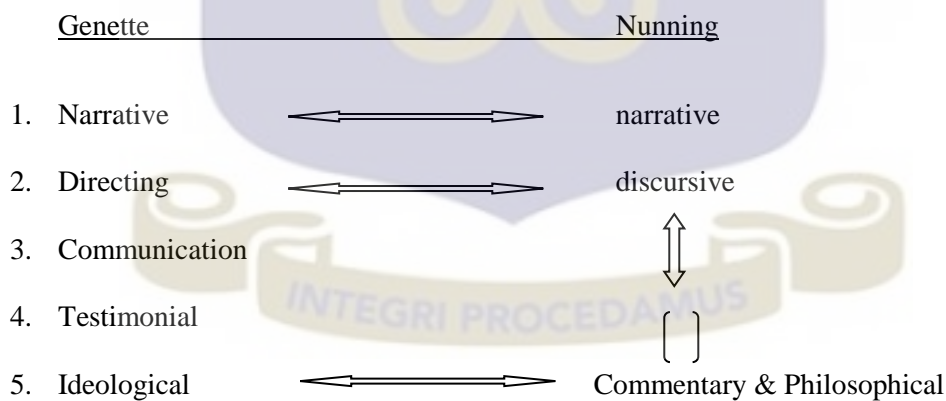 Genette Nunning
1. Narrative narrative
2. Directing discursive
3. Communication
INTEGRI PROCEDAMUS
4. Testimonial
5. Ideological Commentary & Philosophical